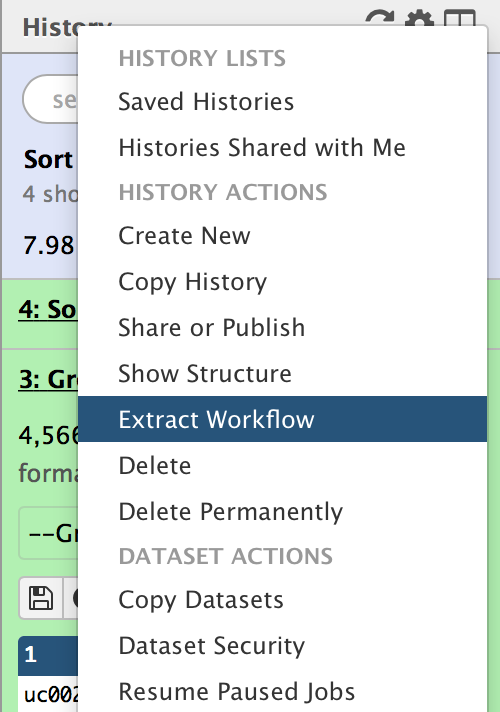 History
HISTORY LISTS
Saved Histories
Histories Shared with Me
HISTORY ACTIONS
Create New
Copy History
Share or Publish
Show Structure
Extract Workflow
Delete
Delete Permanently
DATASET ACTIONS
Copy Datasets
Dataset Security
Resume Paused Jobs
se
Sort
4 sho
7.98
4: So
3: Gr
4,566
forma
--Gr
1
uc002